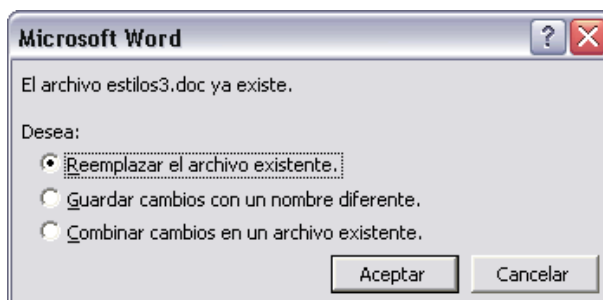 Microsoft Word
?
El archivo estilos3.doc ya existe.
Desea:
Reemplazar el archivo existente.
Guardar cambios con un nombre diferente.
Combinar cambios en un archivo existente.
Aceptar Cancelar